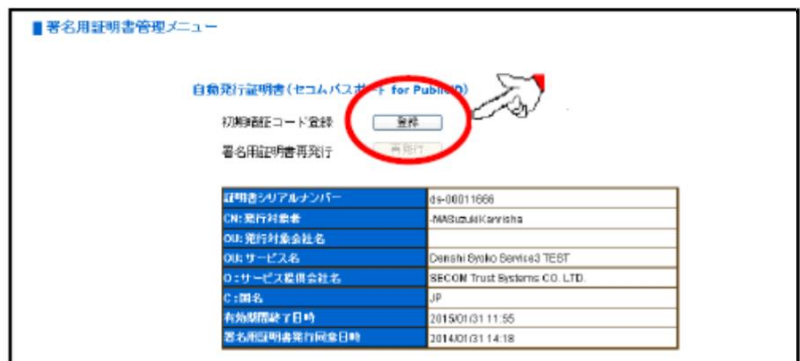 署名用証明書管理メニュー
自動発行証明書(セコムパスポート for PublicID)
初期暗証コード登録 登録
署名用証明書再発行 再発行
証明書シリアルナンバー ds-00011666
CN:発行対象者 -MASuzukiKanrisha
OU:発行対象会社名
OU:サービス名 Denshi Syoko Service3 TEST
O:サービス提供会社名 SECOM Trust Systems CO. LTD.
C:国名 JP
有効期間終了日時 2015/01/31 11:55
署名用証明書発行同意日時 2014/01/31 14:18